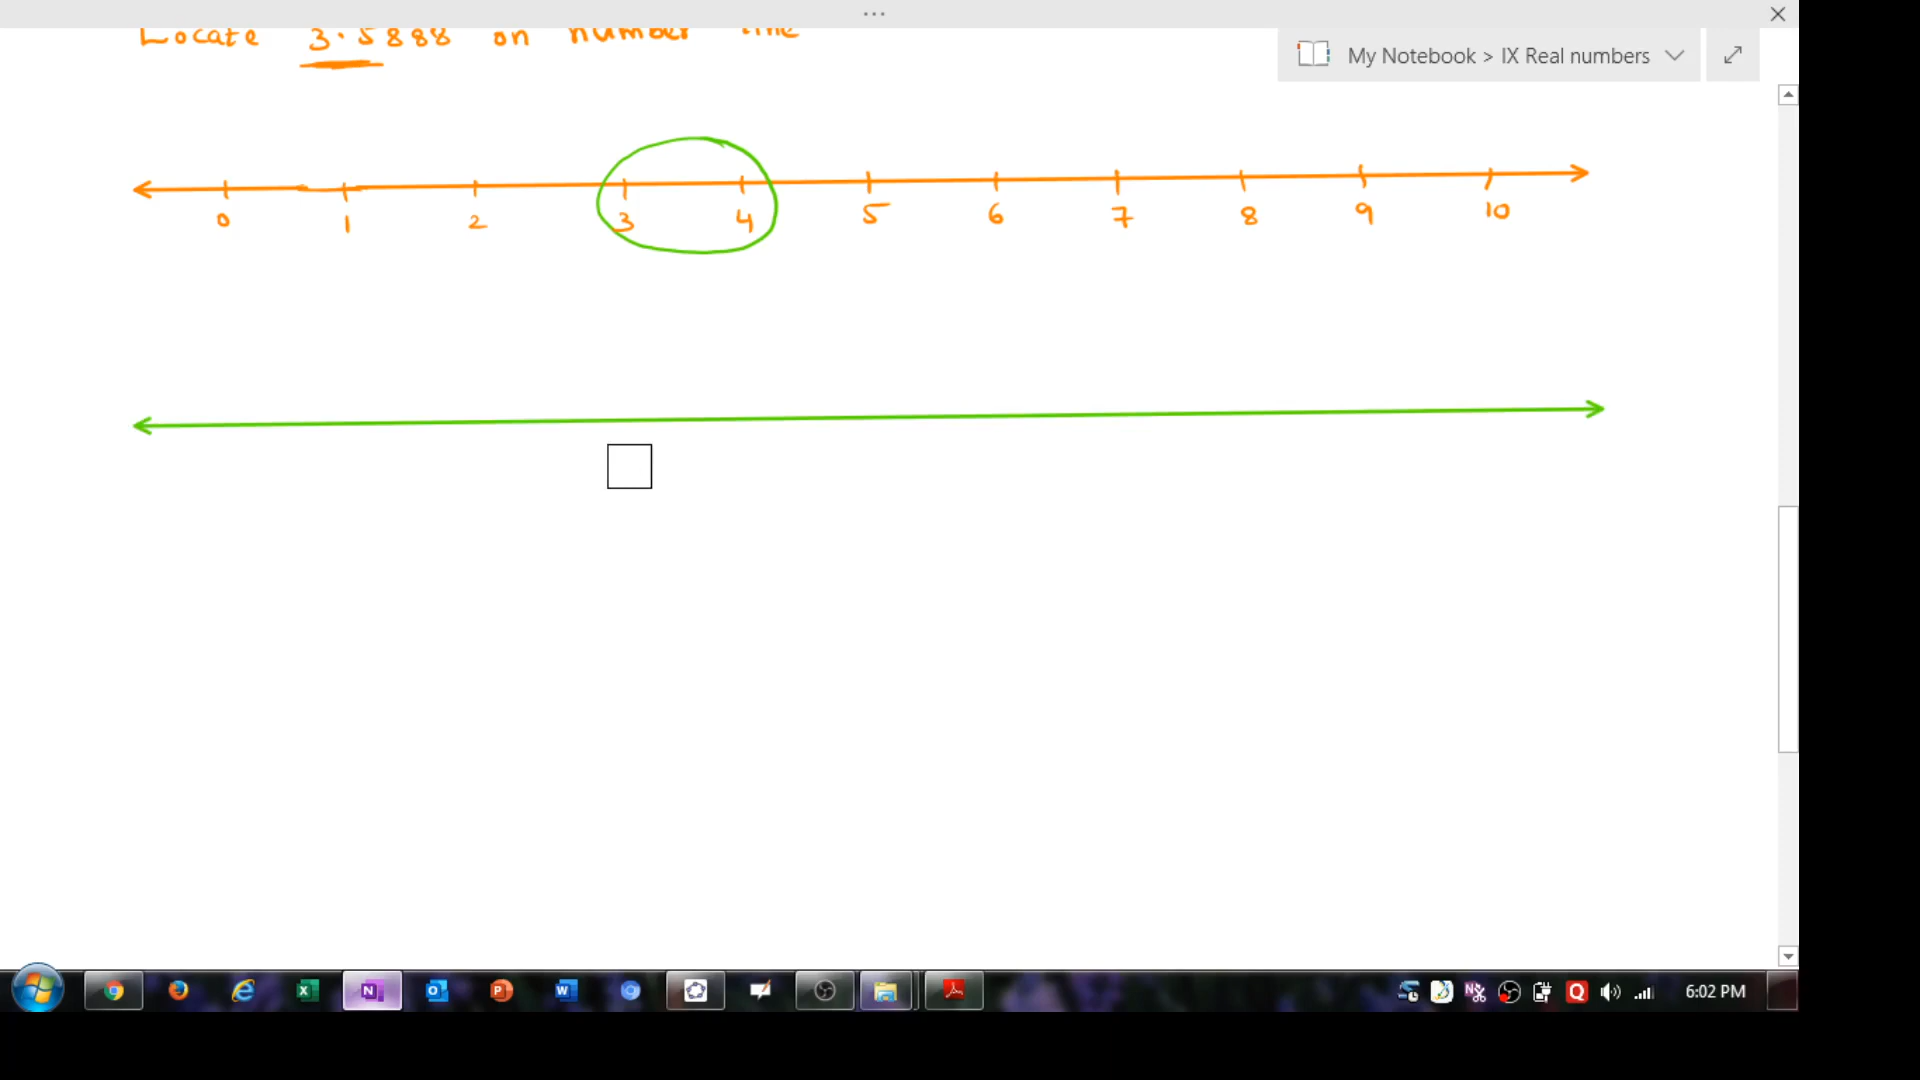 ...
Locate 3.5888 on number line
My Notebook > IX Real numbers
0 1 2 3 4 5 6 7 8 9 10
6:02 PM